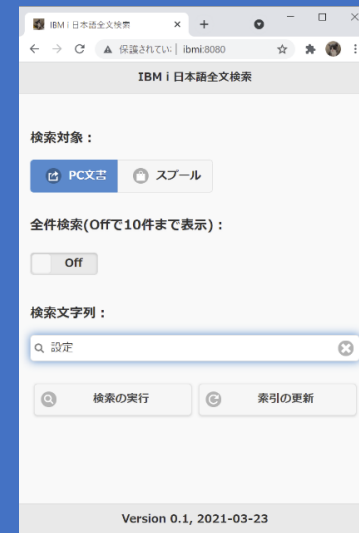 IBM i 日本語全文検索
保護されてい ibmi:8080
IBM i 日本語全文検索
検索対象：
PC文書 スプール
全件検索(Offで10件まで表示)：
Off
検索文字列：
設定
検索の実行 索引の更新
Version 0.1, 2021-03-23